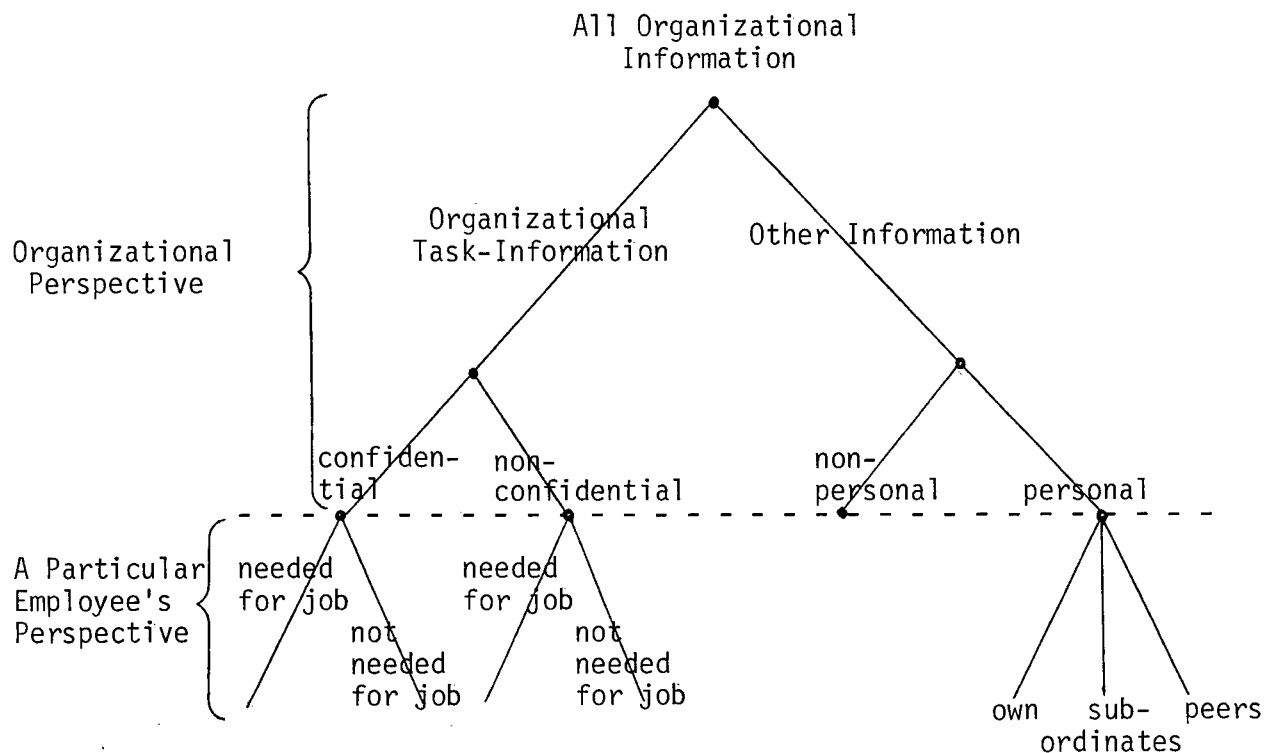 All Organizational
Information
Organizational
Perspective
Organizational
Task-Information
Other Information
confiden-
tial
non-
confidential
non-
personal
personal
A Particular
Employee's
Perspective
needed
for job
not
needed
for job
needed
for job
not
needed
for job
own
sub-
ordinates
peers